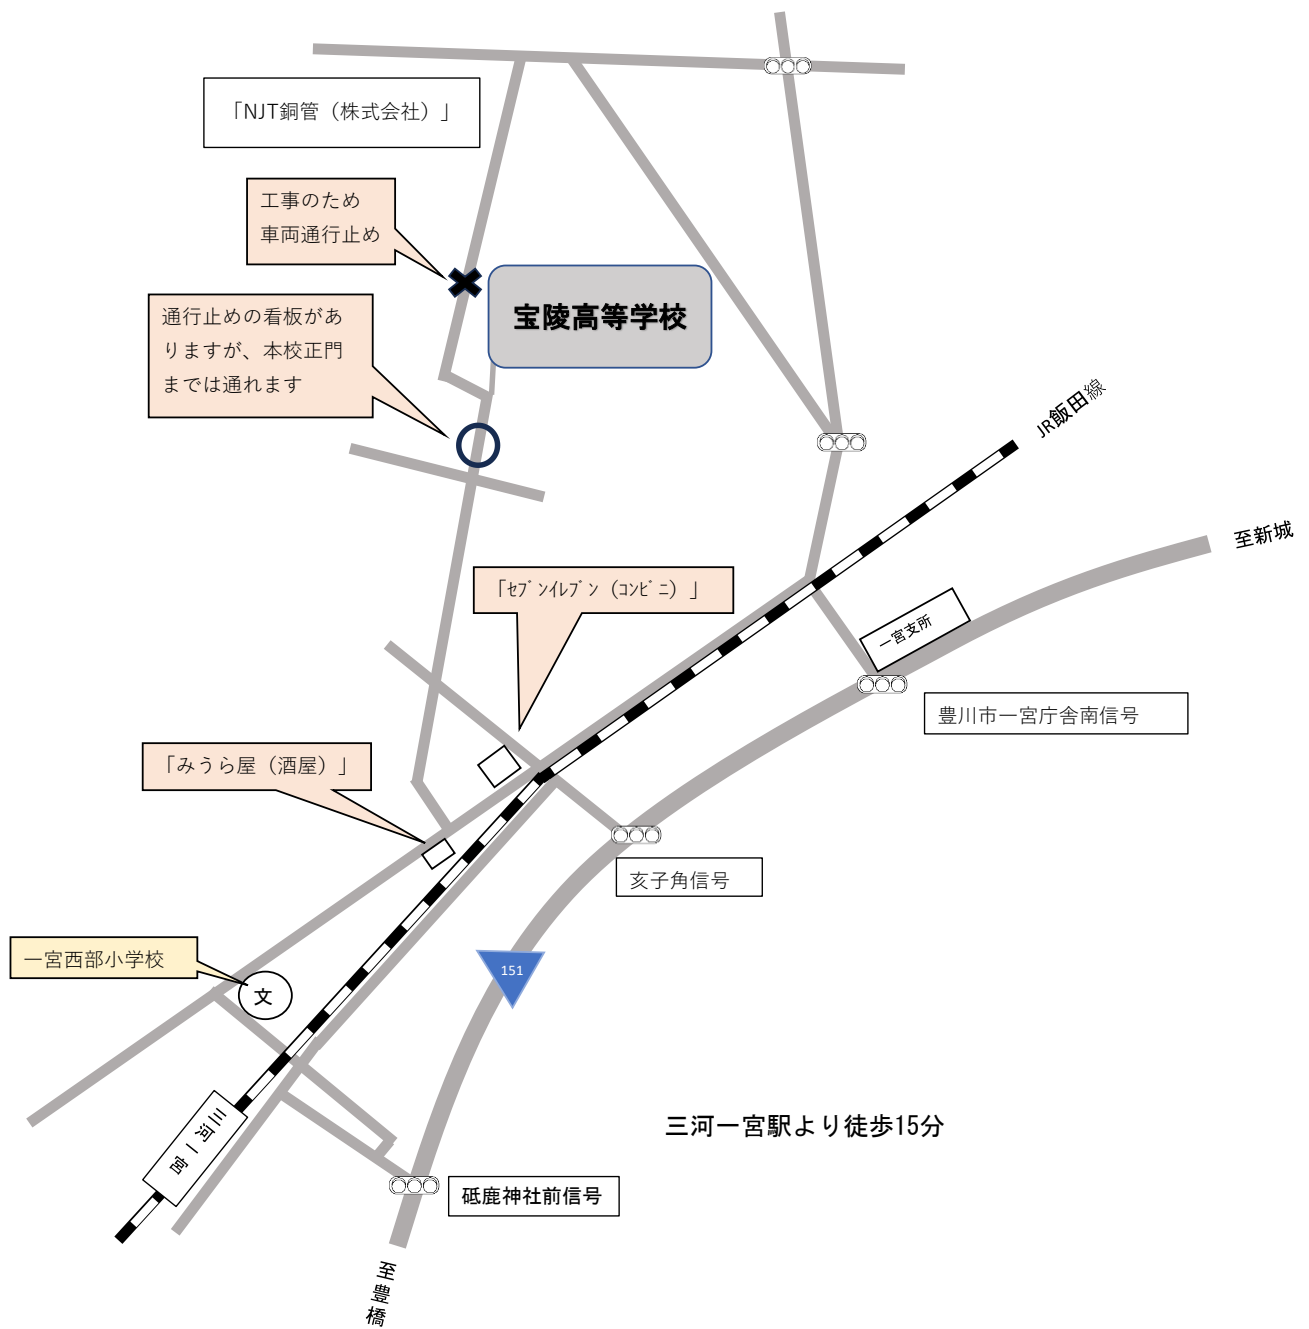 「NJT銅管（株式会社）」
工事のため
車両通行止め
宝陵高等学校
通行止めの看板があ
りますが、本校正門
までは通れます
JR飯田線
至新城
「ｾﾌﾞﾝｲﾚﾌﾞﾝ（ｺﾝﾋﾞﾆ）」
一宮支所
豊川市一宮庁舎南信号
「みうら屋（酒屋）」
亥子角信号
一宮西部小学校
151
文
三河一宮
三河一宮駅より徒歩15分
砥鹿神社前信号
至豊橋